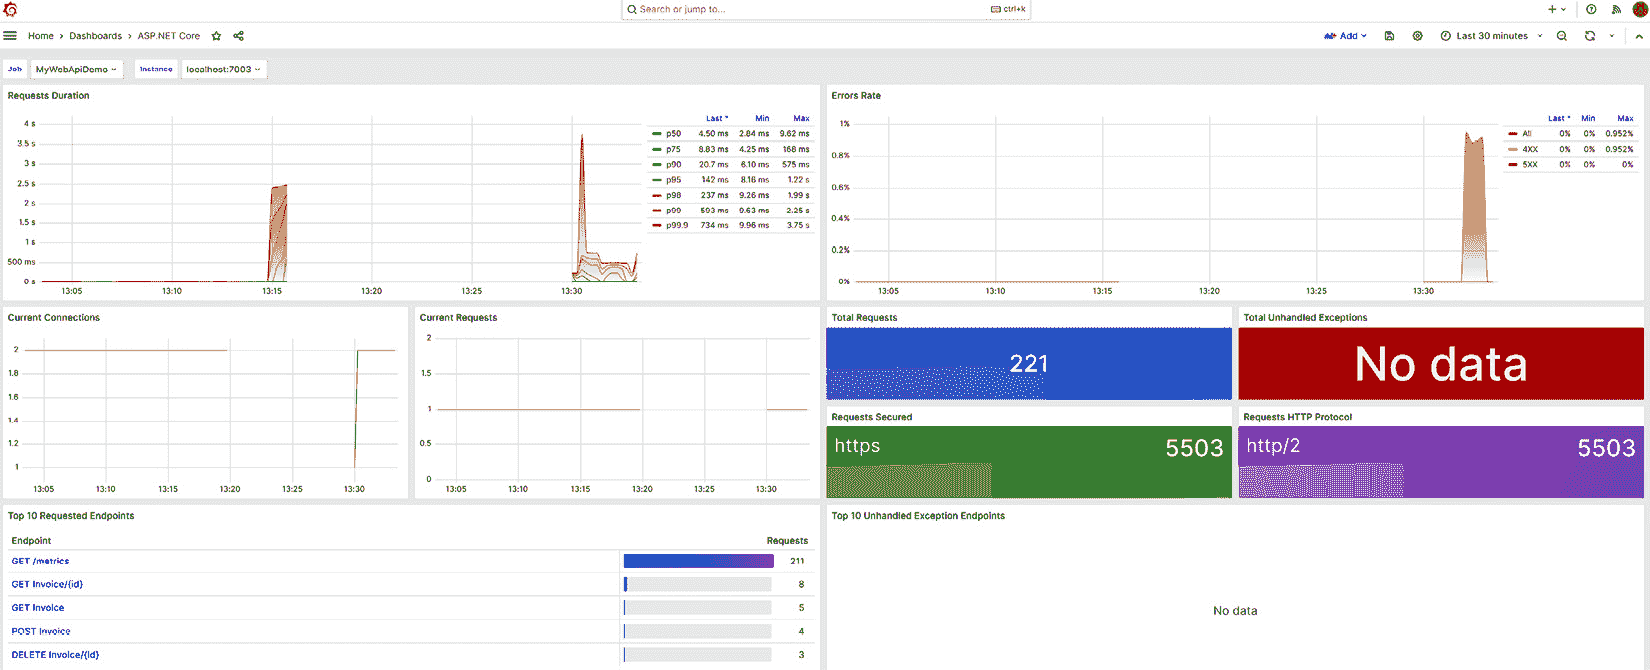 Search or jump to...
ctrl+k
Home > Dashboards > ASP.NET Core
Add
Last 30 minutes
Job MyWebApiDemo
Instance localhost:7003
Requests Duration
4 s
3.5 s
3 s
2.5 s
2 s
1.5 s
1 s
500 ms
0 s
13:05 13:10 13:15 13:20 13:25 13:30
Last * Min Max
p50 4.50 ms 2.84 ms 9.62 ms
p75 8.83 ms 4.25 ms 168 ms
p90 20.7 ms 6.10 ms 575 ms
p95 142 ms 8.16 ms 1.22 s
p98 237 ms 9.26 ms 1.99 s
p99 593 ms 9.63 ms 2.25 s
p99.9 734 ms 9.96 ms 3.75 s
Errors Rate
1%
0.8%
0.6%
0.4%
0.2%
0%
13:05 13:10 13:15 13:20 13:25 13:30
Last * Min Max
All 0% 0% 0.952%
4XX 0% 0% 0.952%
5XX 0% 0% 0%
Current Connections
2
1.8
1.6
1.4
1.2
1
13:05 13:10 13:15 13:20 13:25 13:30
Current Requests
2
1.5
1
0.5
0
13:05 13:10 13:15 13:20 13:25 13:30
Total Requests
221
Total Unhandled Exceptions
No data
Requests Secured
https 5503
Requests HTTP Protocol
http/2 5503
Top 10 Requested Endpoints
Endpoint Requests
GET /metrics 211
GET Invoice/{id} 8
GET Invoice 5
POST Invoice 4
DELETE Invoice/{id} 3
Top 10 Unhandled Exception Endpoints
No data